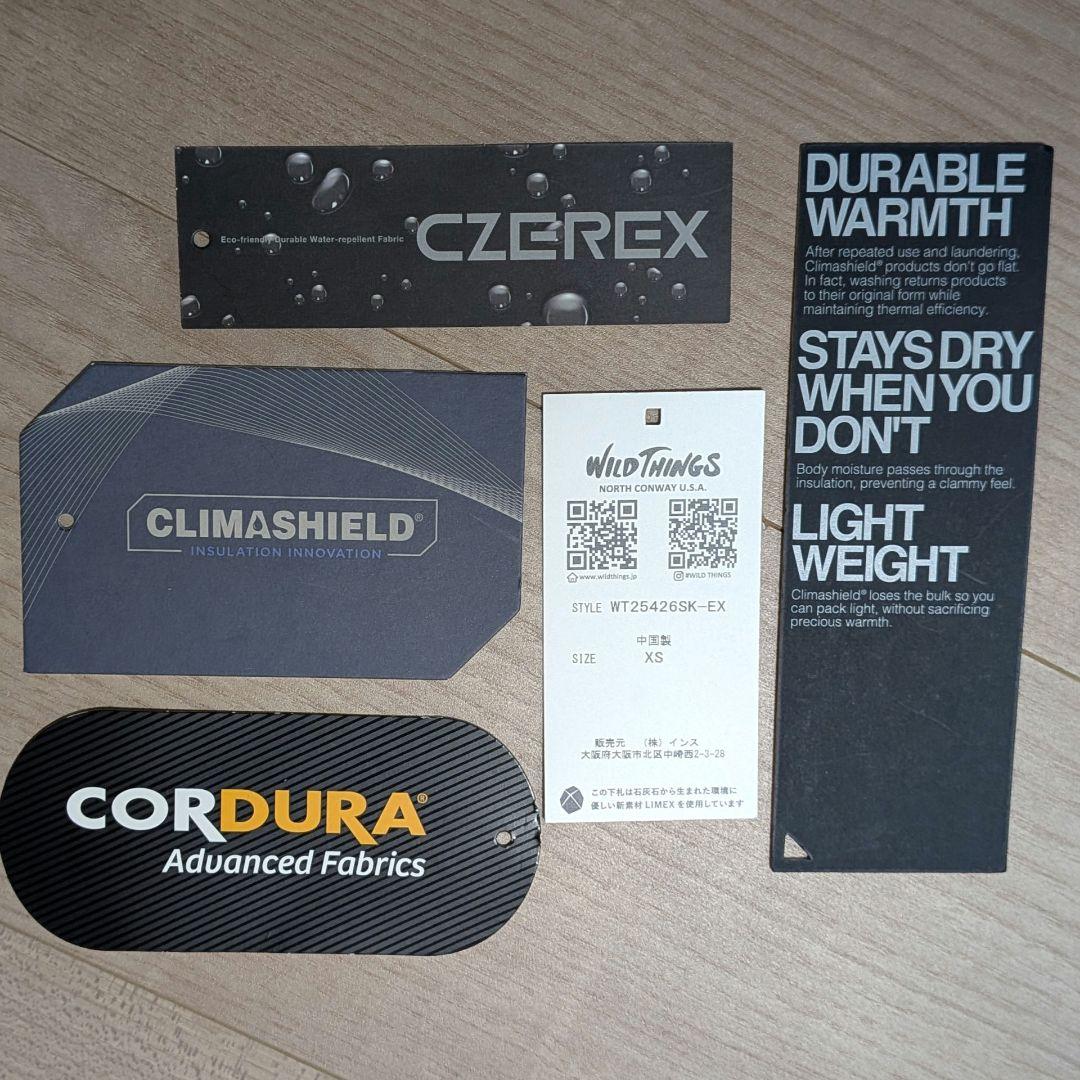 Eco-friendly Durable Water-repellent Fabric
CZEREX
CLIMASHIELD®
INSULATION INNOVATION
CORDURA®
Advanced Fabrics
WILD THINGS
NORTH CONWAY U.S.A.
www.wildthings.jp
#WILD THINGS
STYLE WT25426SK-EX
中国製
SIZE XS
販売元 (株) インス
大阪府大阪市北区中崎西2-3-28
この下札は石灰石から生まれた環境に
優しい新素材 LIMEX を使用しています
DURABLE
WARMTH
After repeated use and laundering,
Climashield® products don't go flat.
In fact, washing returns products
to their original form while
maintaining thermal efficiency.
STAYS DRY
WHEN YOU
DON'T
Body moisture passes through the
insulation, preventing a clammy feel.
LIGHT
WEIGHT
Climashield® loses the bulk so you
can pack light, without sacrificing
precious warmth.